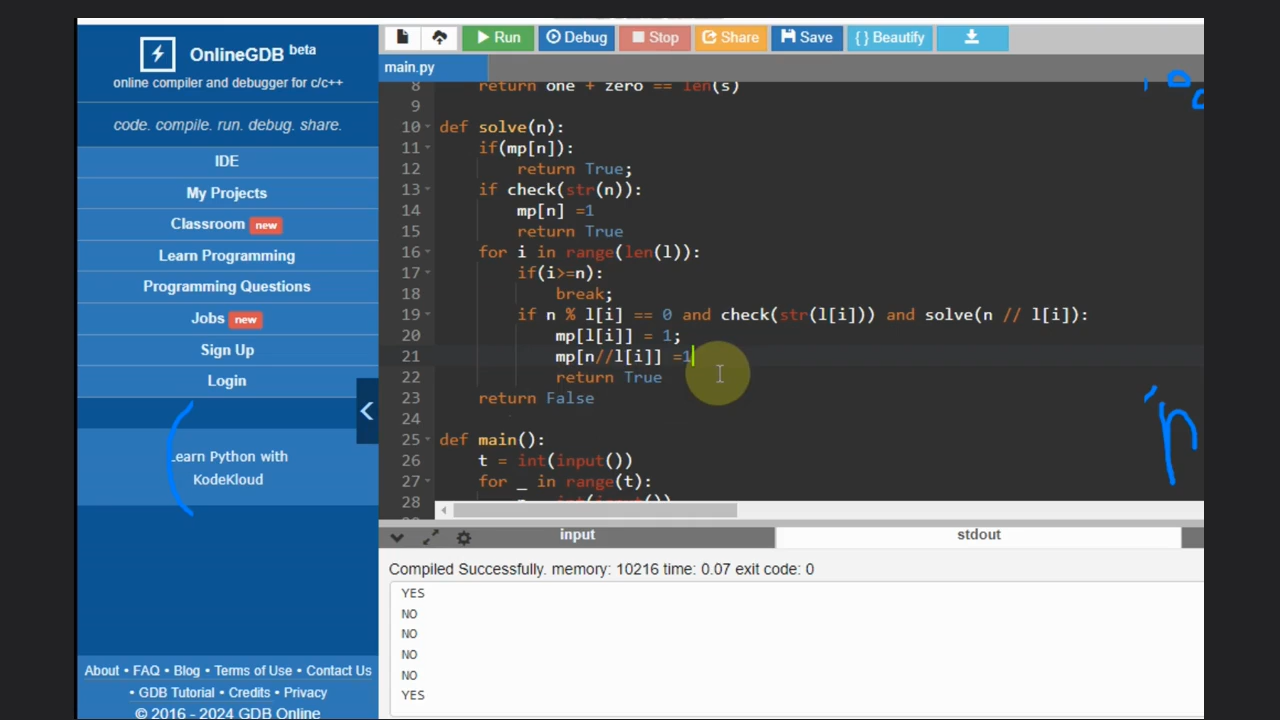 OnlineGDB beta
online compiler and debugger for c/c++
code. compile. run. debug. share.
IDE
My Projects
Classroom new
Learn Programming
Programming Questions
Jobs new
Sign Up
Login
Learn Python with
KodeKloud
About • FAQ • Blog • Terms of Use • Contact Us
• GDB Tutorial • Credits • Privacy
© 2016 - 2024 GDB Online
Run Debug Stop Share Save { } Beautify
main.py
8 return one + zero == len(s)
9
10 def solve(n):
11 if(mp[n]):
12 return True;
13 if check(str(n)):
14 mp[n] =1
15 return True
16 for i in range(len(l)):
17 if(i>=n):
18 break;
19 if n % l[i] == 0 and check(str(l[i])) and solve(n // l[i]):
20 mp[l[i]] = 1;
21 mp[n//l[i]] =1
22 return True
23 return False
24
25 def main():
26 t = int(input())
27 for _ in range(t):
28 n = int(input())
input stdout
Compiled Successfully. memory: 10216 time: 0.07 exit code: 0
YES
NO
NO
NO
NO
YES
n